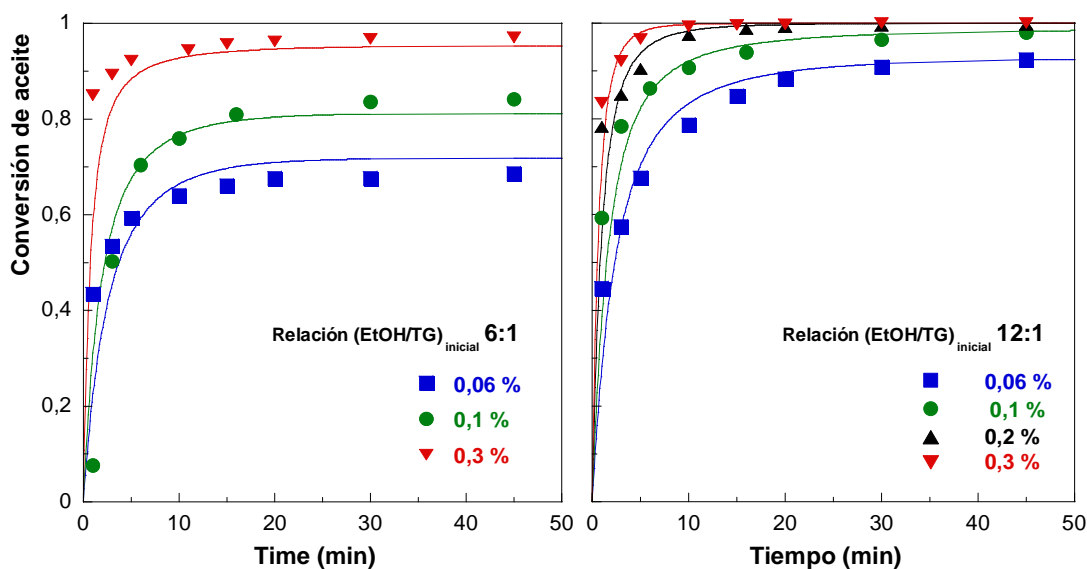 Conversión de aceite
1
0,8
0,6
0,4
0,2
0
Relación (EtOH/TG) inicial 6:1
0,06 %
0,1 %
0,3 %
0 10 20 30 40 50
Time (min)
Relación (EtOH/TG) inicial 12:1
0,06 %
0,1 %
0,2 %
0,3 %
0 10 20 30 40 50
Tiempo (min)